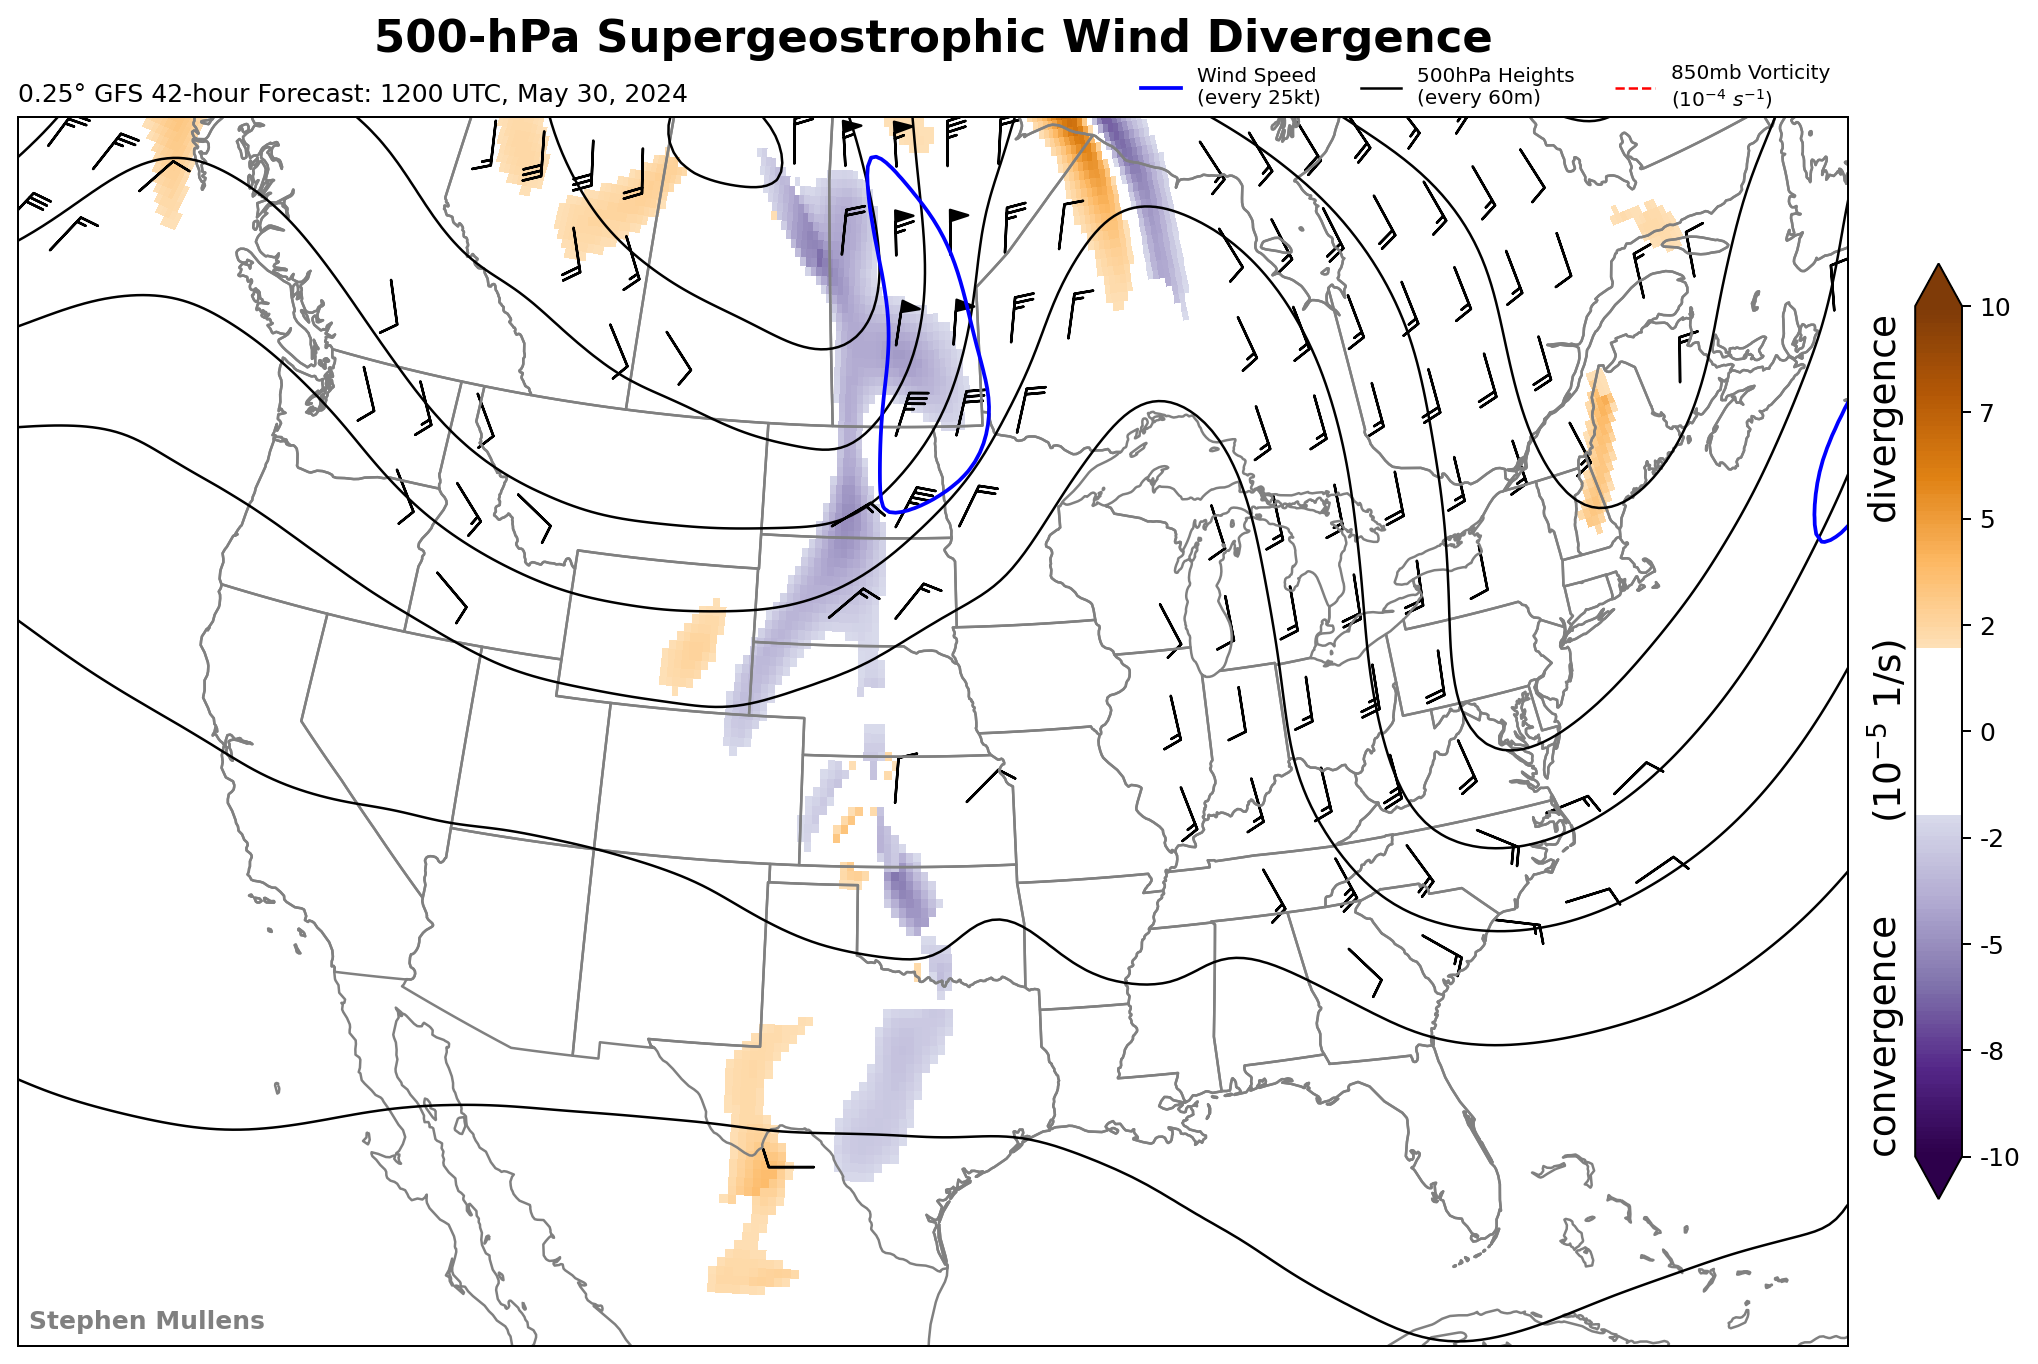 500-hPa Supergeostrophic Wind Divergence
0.25° GFS 42-hour Forecast: 1200 UTC, May 30, 2024
Wind Speed
(every 25kt)
500hPa Heights
(every 60m)
850mb Vorticity
(10⁻⁴ s⁻¹)
10
7
5
2
0
-2
-5
-8
-10
convergence (10⁻⁵ 1/s) divergence
Stephen Mullens